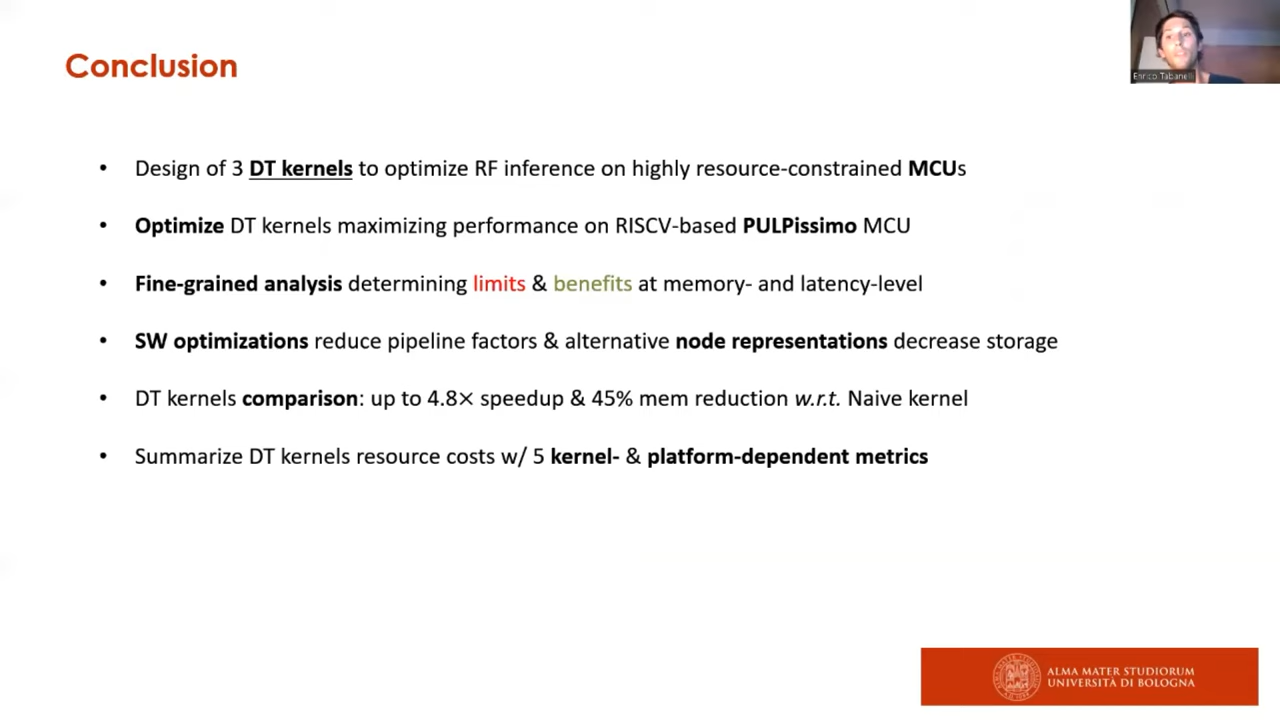 Conclusion
Enrico Tabanelli
• Design of 3 DT kernels to optimize RF inference on highly resource-constrained MCUs
• Optimize DT kernels maximizing performance on RISCV-based PULPissimo MCU
• Fine-grained analysis determining limits & benefits at memory- and latency-level
• SW optimizations reduce pipeline factors & alternative node representations decrease storage
• DT kernels comparison: up to 4.8× speedup & 45% mem reduction w.r.t. Naive kernel
• Summarize DT kernels resource costs w/ 5 kernel- & platform-dependent metrics
ALMA MATER STUDIORUM
UNIVERSITÀ DI BOLOGNA